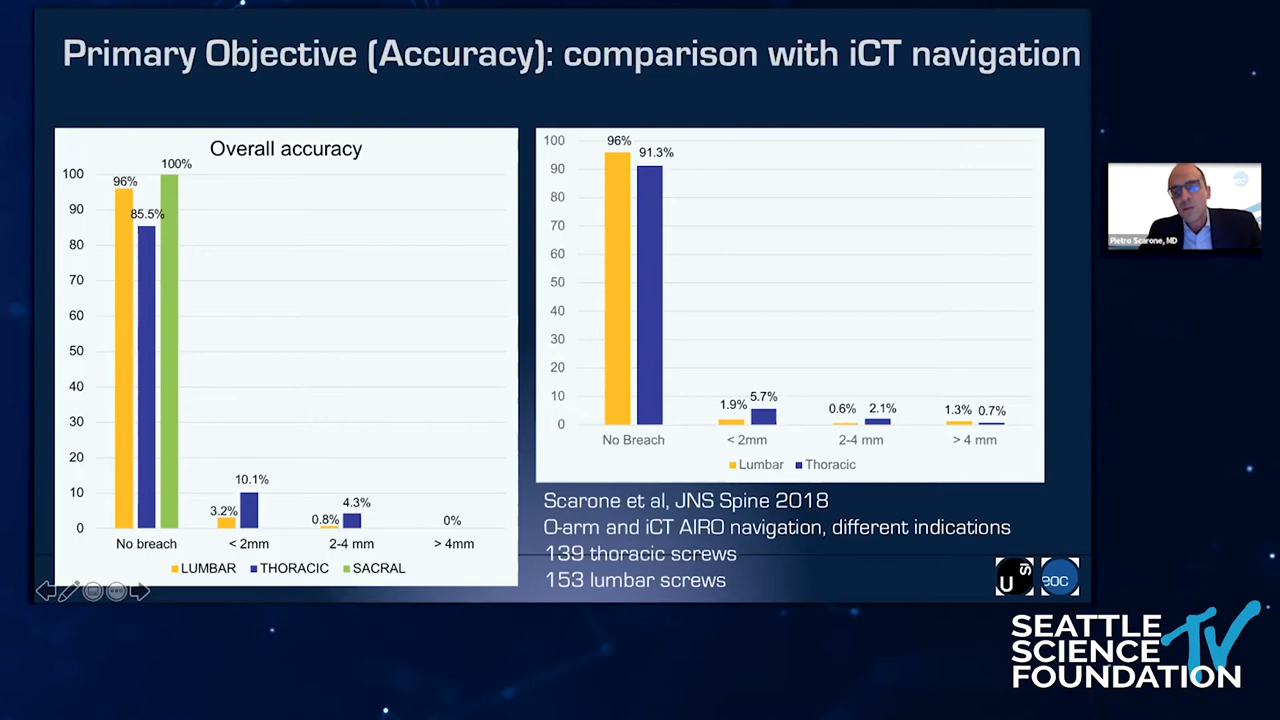 Primary Objective (Accuracy): comparison with iCT navigation
Overall accuracy
100
90
80
70
60
50
40
30
20
10
0
96%
85.5%
100%
3.2%
10.1%
0.8%
4.3%
0%
No breach
< 2mm
2-4 mm
> 4mm
LUMBAR
THORACIC
SACRAL
100
90
80
70
60
50
40
30
20
10
0
96%
91.3%
1.9%
5.7%
0.6%
2.1%
1.3%
0.7%
No Breach
< 2mm
2-4 mm
> 4 mm
Lumbar
Thoracic
Scarone et al, JNS Spine 2018
O-arm and iCT AIRO navigation, different indications
139 thoracic screws
153 lumbar screws
U
SI
eoc
Pietro Scarone, MD
SEATTLE
SCIENCE
FOUNDATION
TV